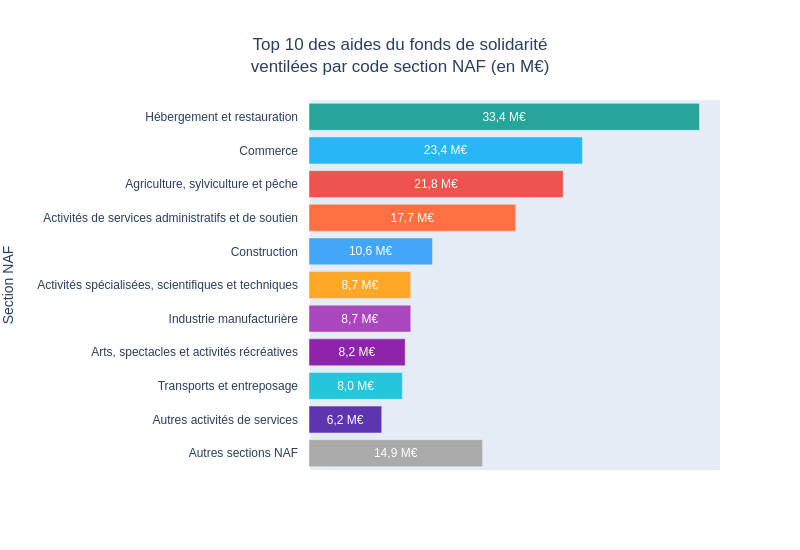 Top 10 des aides du fonds de solidarité
ventilées par code section NAF (en M€)
Section NAF
Hébergement et restauration 33,4 M€
Commerce 23,4 M€
Agriculture, sylviculture et pêche 21,8 M€
Activités de services administratifs et de soutien 17,7 M€
Construction 10,6 M€
Activités spécialisées, scientifiques et techniques 8,7 M€
Industrie manufacturière 8,7 M€
Arts, spectacles et activités récréatives 8,2 M€
Transports et entreposage 8,0 M€
Autres activités de services 6,2 M€
Autres sections NAF 14,9 M€